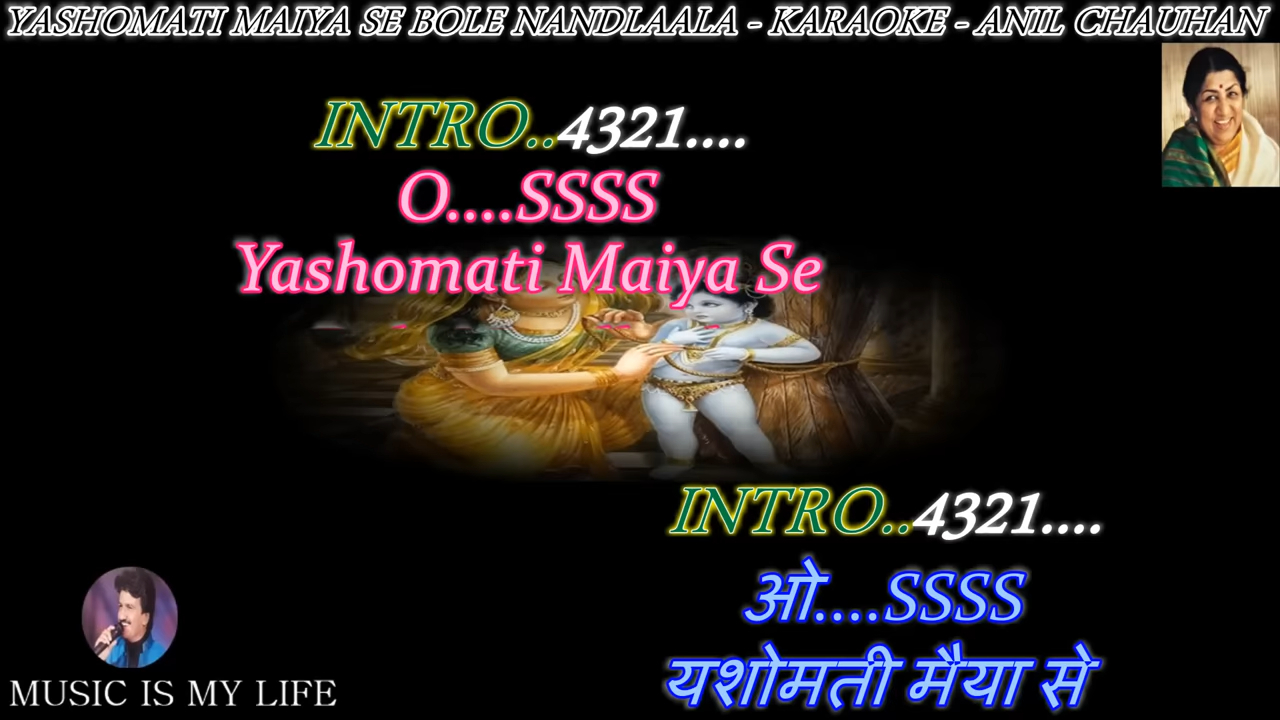 YASHOMATI MAIYA SE BOLE NANDLAALA - KARAOKE - ANIL CHAUHAN
INTRO..4321....
O....SSSS
Yashomati Maiya Se
INTRO..4321....
ओ....SSSS
यशोमती मैया से
MUSIC IS MY LIFE